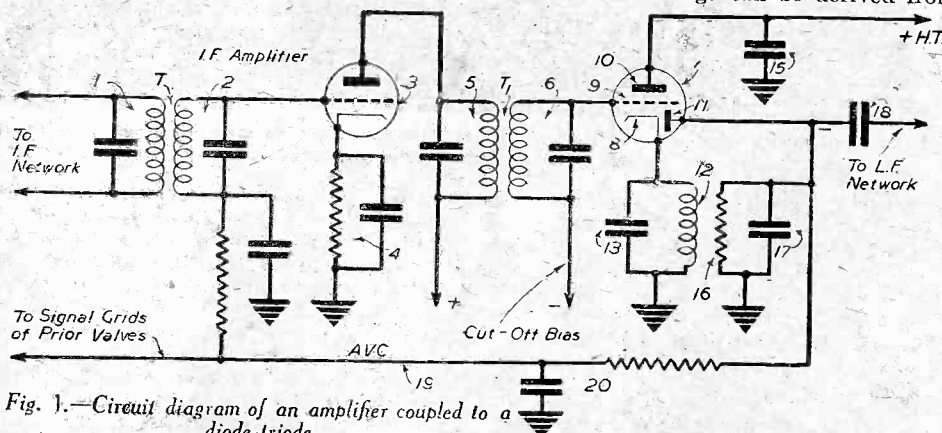 can be derived from
+ H.T.
I.F. Amplifier
1
T
2
3
5
T₁
6
10
9
11
8
15
18
To
I.F.
Network
To L.F.
Network
4
12
13
16
17
+
-
-
To Signal Grids
of Prior Valves
Cut-Off Bias
A.V.C.
19
20
Fig. 1.—Circuit diagram of an amplifier coupled to a
diode-triode